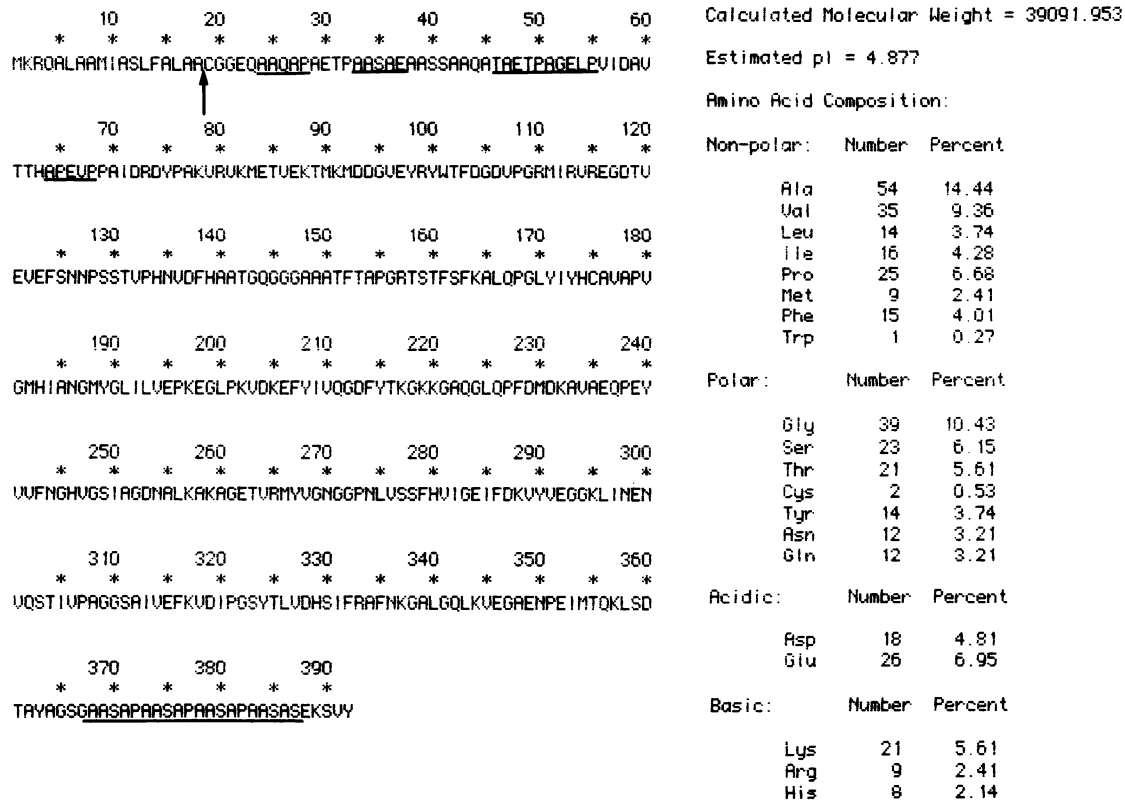 10 20 30 40 50 60
* * * * * * * * * * * *
MKRQALAAMIASLFALAACGGEQAAQAPAETPAASAEAASSAAQATAETPAGELPVIDAV
70 80 90 100 110 120
* * * * * * * * * * * *
TTHAPEVPPAIDRDYPAKVRVKMETVEKTMKMDDGVEYRYWTFDGDVPGRMIRVREGDTV
130 140 150 160 170 180
* * * * * * * * * * * *
EVEFSNNPSSTVPHNVDFHAATGQGGGAAATFTAPGRTSTFSFKALQPGLYIYHCAVAPV
190 200 210 220 230 240
* * * * * * * * * * * *
GMHIANGMYGLILVEPKEGLPKVDKEFYIVQGDFYTKGKKGAQGLQPFDMDKAVAEQPEY
250 260 270 280 290 300
* * * * * * * * * * * *
VVFNGHVGSIAGDNALKAKAGETVRMYVGNGGPNLVSSFHVIGEIFDKVYVEGGKLINEN
310 320 330 340 350 360
* * * * * * * * * * * *
VQSTIVPAGGSAIVEFKVDIPGSYTLVDHSIFRAFNKGALGQLKVEGAENPEIMTQKLSD
370 380 390
* * * * * *
TAYAGSGAASAPAASAPAASAPAASASEKSVY
Calculated Molecular Weight = 39091.953
Estimated pI = 4.877
Amino Acid Composition:
Non-polar: Number Percent
Ala 54 14.44
Val 35 9.36
Leu 14 3.74
Ile 16 4.28
Pro 25 6.68
Met 9 2.41
Phe 15 4.01
Trp 1 0.27
Polar: Number Percent
Gly 39 10.43
Ser 23 6.15
Thr 21 5.61
Cys 2 0.53
Tyr 14 3.74
Asn 12 3.21
Gln 12 3.21
Acidic: Number Percent
Asp 18 4.81
Glu 26 6.95
Basic: Number Percent
Lys 21 5.61
Arg 9 2.41
His 8 2.14